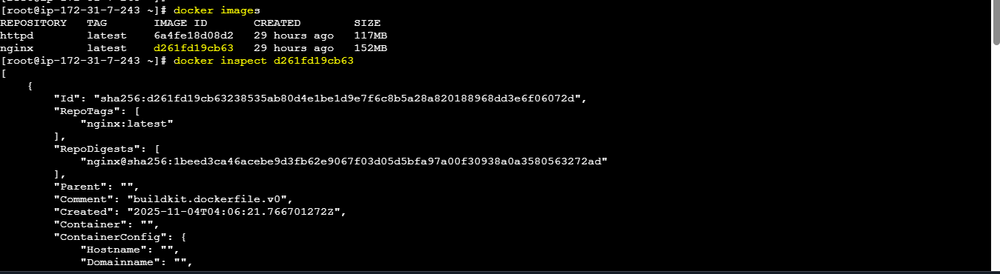 [root@ip-172-31-7-243 ~]# docker images
REPOSITORY   TAG       IMAGE ID       CREATED        SIZE
httpd        latest    6a4fe18d08d2   29 hours ago   117MB
nginx        latest    d261fd19cb63   29 hours ago   152MB
[root@ip-172-31-7-243 ~]# docker inspect d261fd19cb63
[
    {
        "Id": "sha256:d261fd19cb63238535ab80d4e1be1d9e7f6c8b5a28a820188968dd3e6f06072d",
        "RepoTags": [
            "nginx:latest"
        ],
        "RepoDigests": [
            "nginx@sha256:1beed3ca46acebe9d3fb62e9067f03d05d5bfa97a00f30938a0a3580563272ad"
        ],
        "Parent": "",
        "Comment": "buildkit.dockerfile.v0",
        "Created": "2025-11-04T04:06:21.766701272Z",
        "Container": "",
        "ContainerConfig": {
            "Hostname": "",
            "Domainname": "",